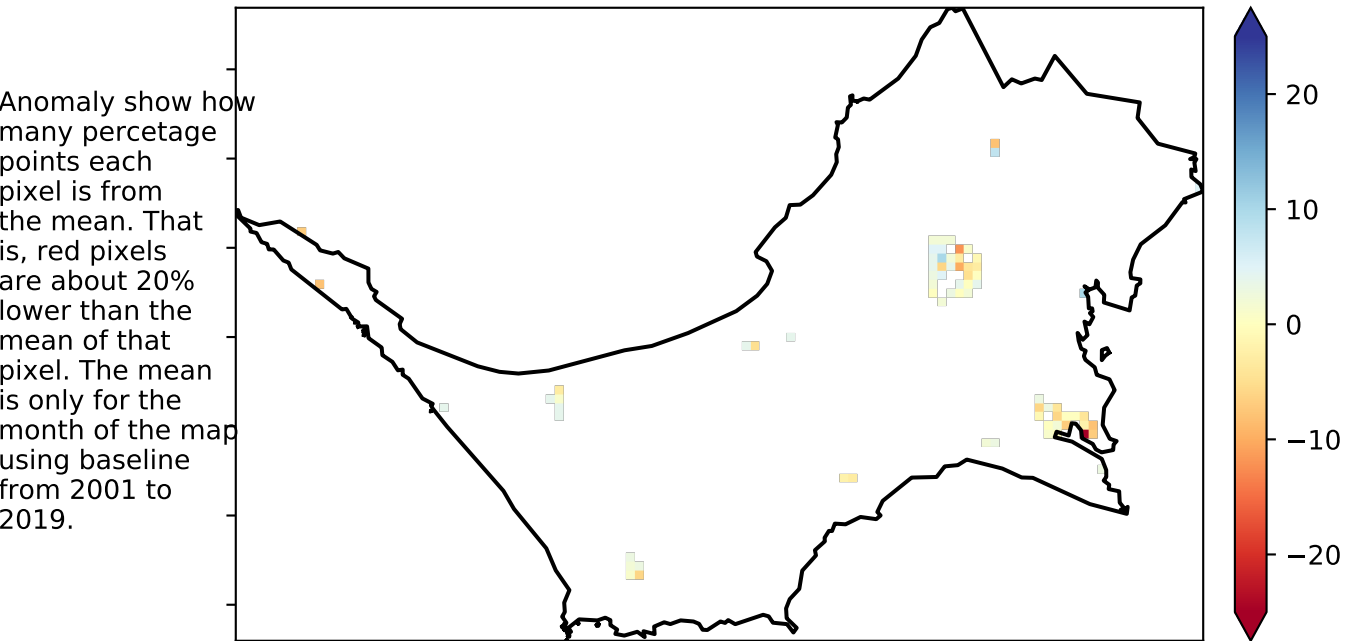 Anomaly show how
many percetage
points each
pixel is from
the mean. That
is, red pixels
are about 20%
lower than the
mean of that
pixel. The mean
is only for the
month of the map
using baseline
from 2001 to
2019.
20
10
0
−10
−20